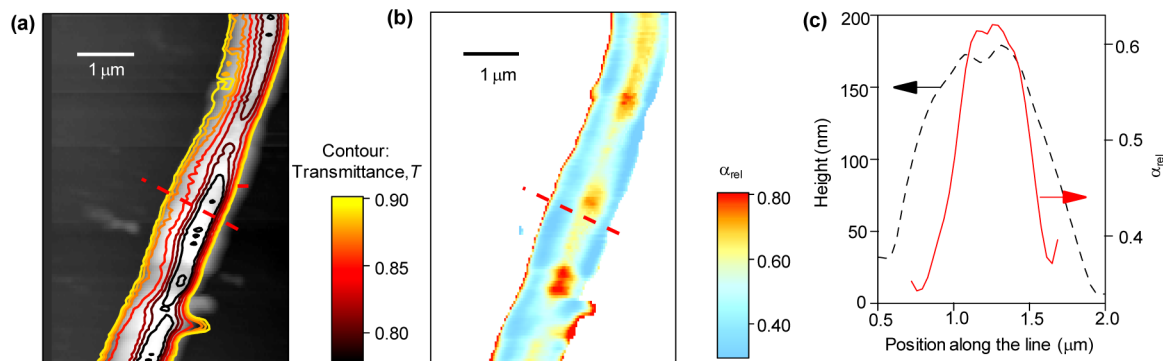 (a)
1 μm
Contour:
Transmittance, T
0.90
0.85
0.80
(b)
1 μm
αrel
0.80
0.60
0.40
(c)
200
150
100
50
0
Height (nm)
0.5
1.0
1.5
2.0
Position along the line (μm)
0.6
0.5
0.4
αrel